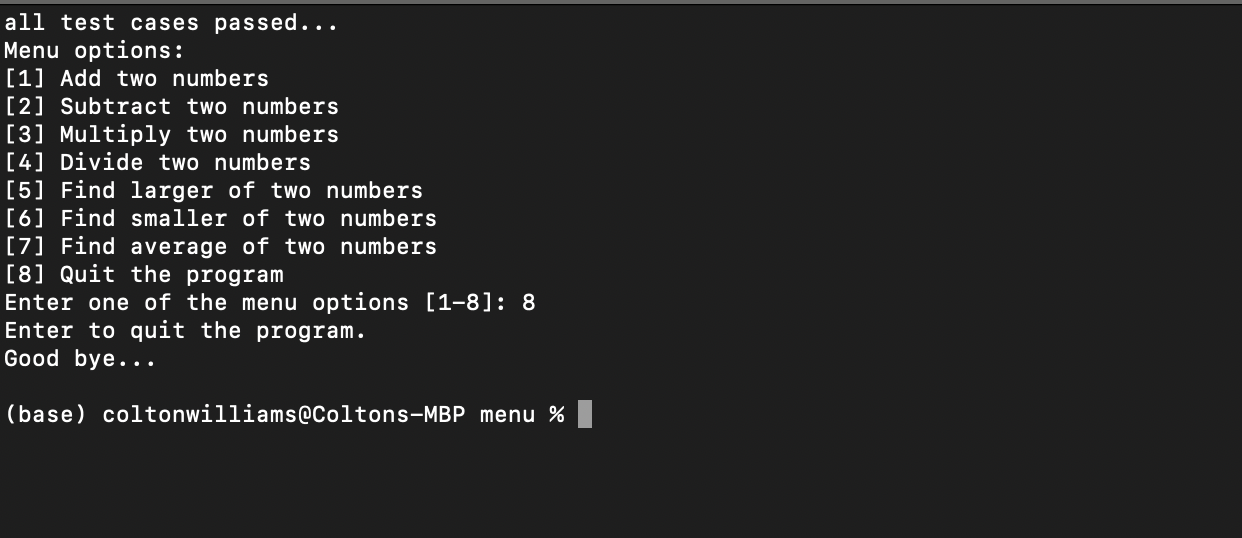 all test cases passed...
Menu options:
[1] Add two numbers
[2] Subtract two numbers
[3] Multiply two numbers
[4] Divide two numbers
[5] Find larger of two numbers
[6] Find smaller of two numbers
[7] Find average of two numbers
[8] Quit the program
Enter one of the menu options [1-8]: 8
Enter to quit the program.
Good bye...
(base) coltonwilliams@Coltons-MBP menu %